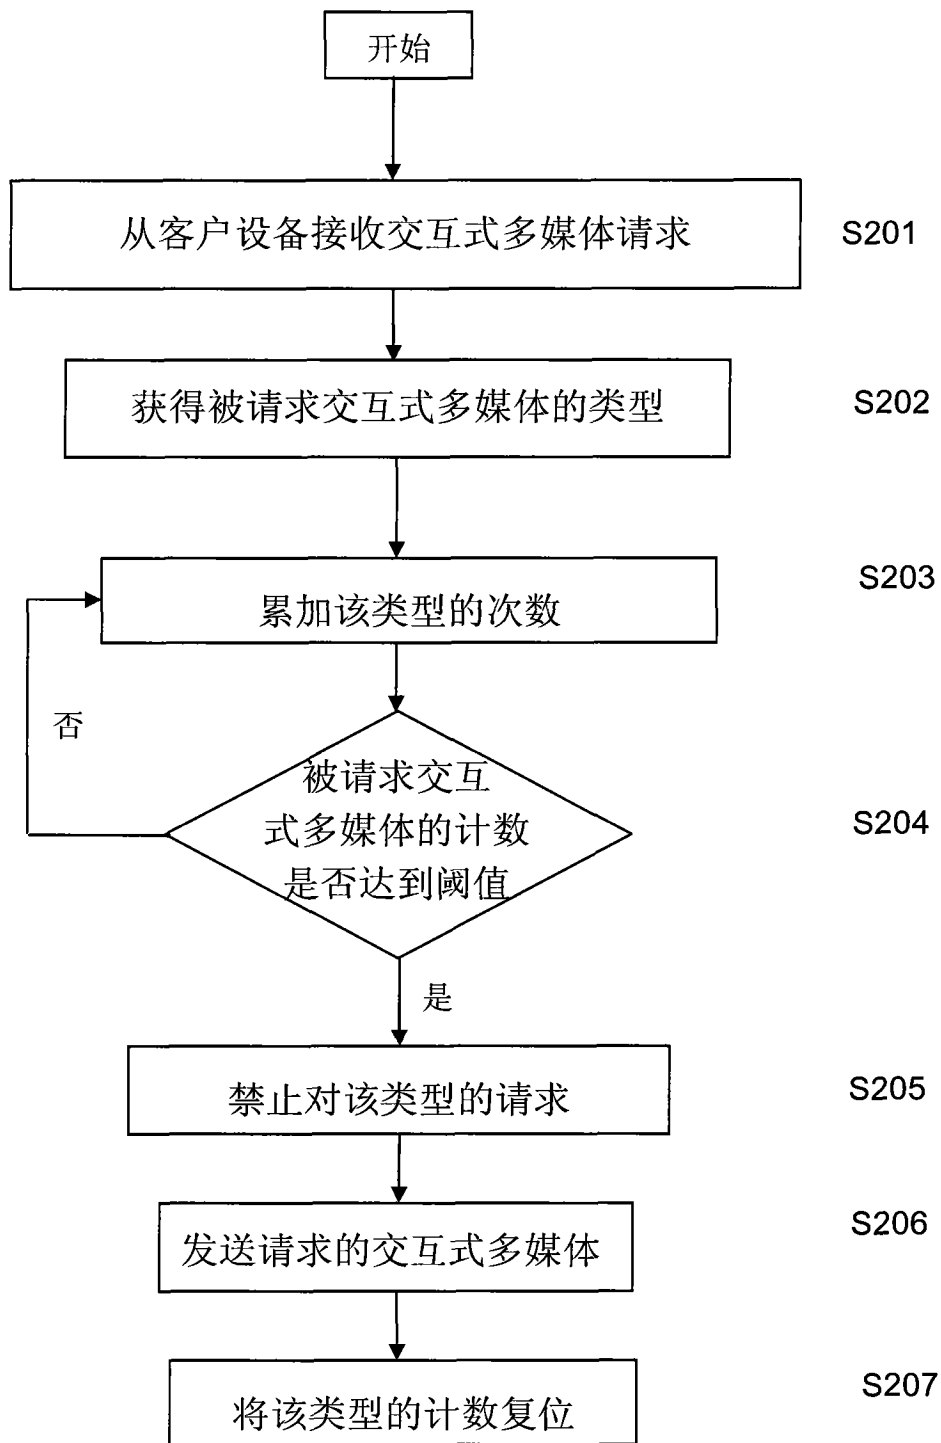 开始
从客户设备接收交互式多媒体请求
S201
获得被请求交互式多媒体的类型
S202
累加该类型的次数
S203
否
被请求交互
式多媒体的计数
是否达到阈值
S204
是
禁止对该类型的请求
S205
发送请求的交互式多媒体
S206
将该类型的计数复位
S207